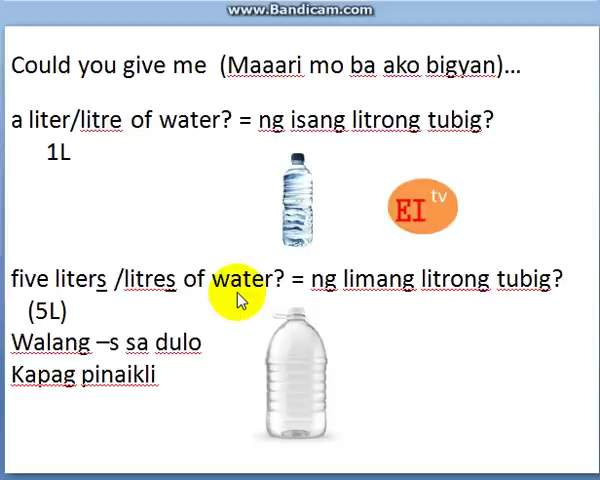 www.Bandicam.com
Could you give me (Maaari mo ba ako bigyan)...
a liter/litre of water? = ng isang litrong tubig?
1L
EI tv
five liters /litres of water? = ng limang litrong tubig?
(5L)
Walang –s sa dulo
Kapag pinaikli